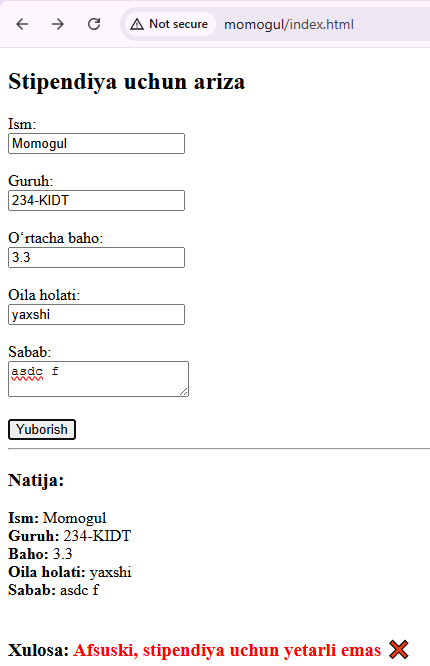 Not secure momogul/index.html
Stipendiya uchun ariza
Ism:
Momogul
Guruh:
234-KIDT
O‘rtacha baho:
3.3
Oila holati:
yaxshi
Sabab:
asdc f
Yuborish
Natija:
Ism: Momogul
Guruh: 234-KIDT
Baho: 3.3
Oila holati: yaxshi
Sabab: asdc f
Xulosa: Afsuski, stipendiya uchun yetarli emas ❌